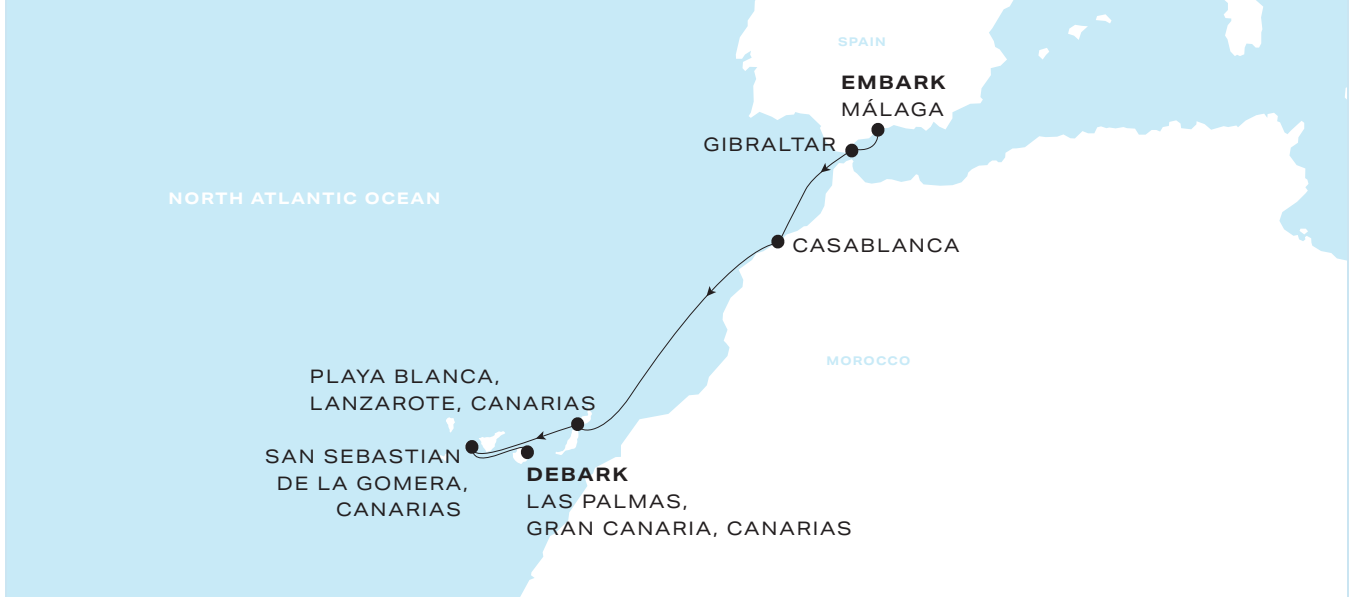 SPAIN
EMBARK
MÁLAGA
GIBRALTAR
NORTH ATLANTIC OCEAN
CASABLANCA
MOROCCO
PLAYA BLANCA,
LANZAROTE, CANARIAS
SAN SEBASTIAN
DE LA GOMERA,
CANARIAS
DEBARK
LAS PALMAS,
GRAN CANARIA, CANARIAS